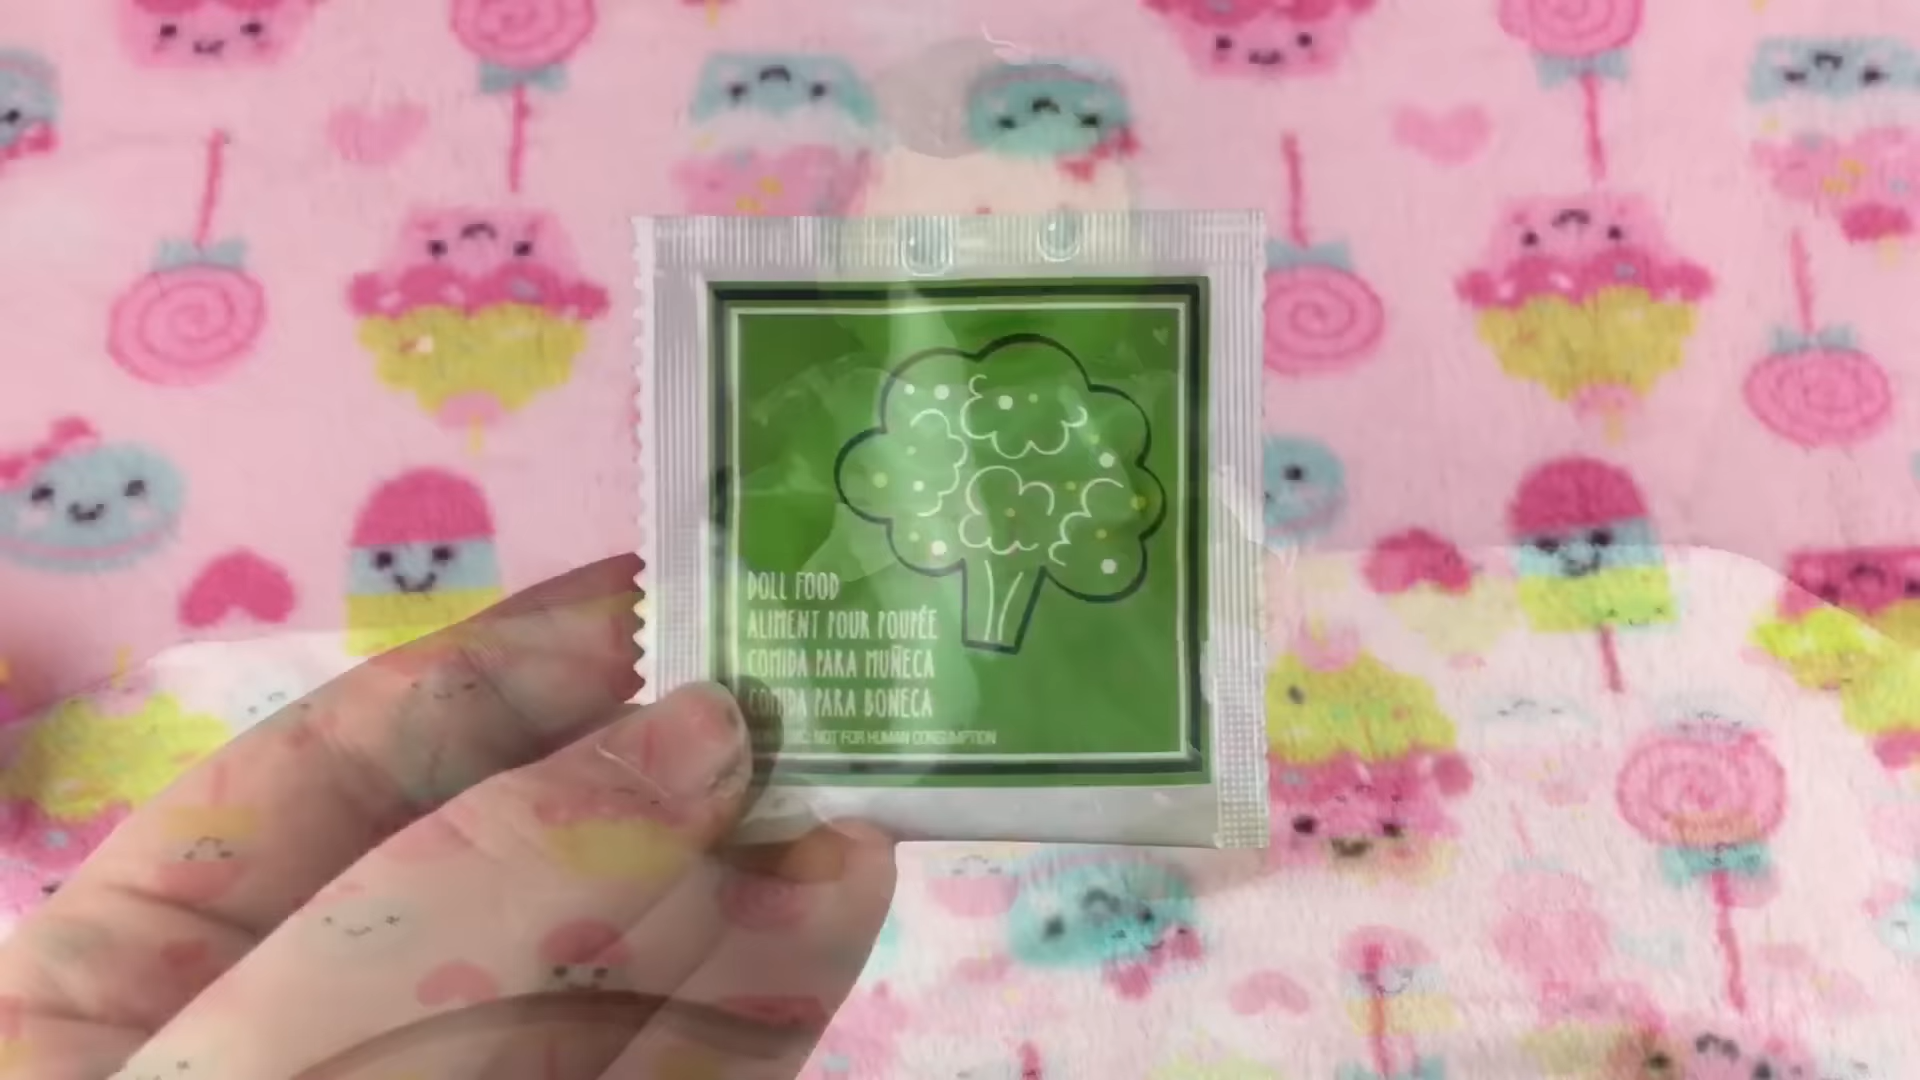 DOLL FOOD
ALIMENT POUR POUPÉE
COMIDA PARA MUÑECA
COMIDA PARA BONECA
NOT FOR HUMAN CONSUMPTION